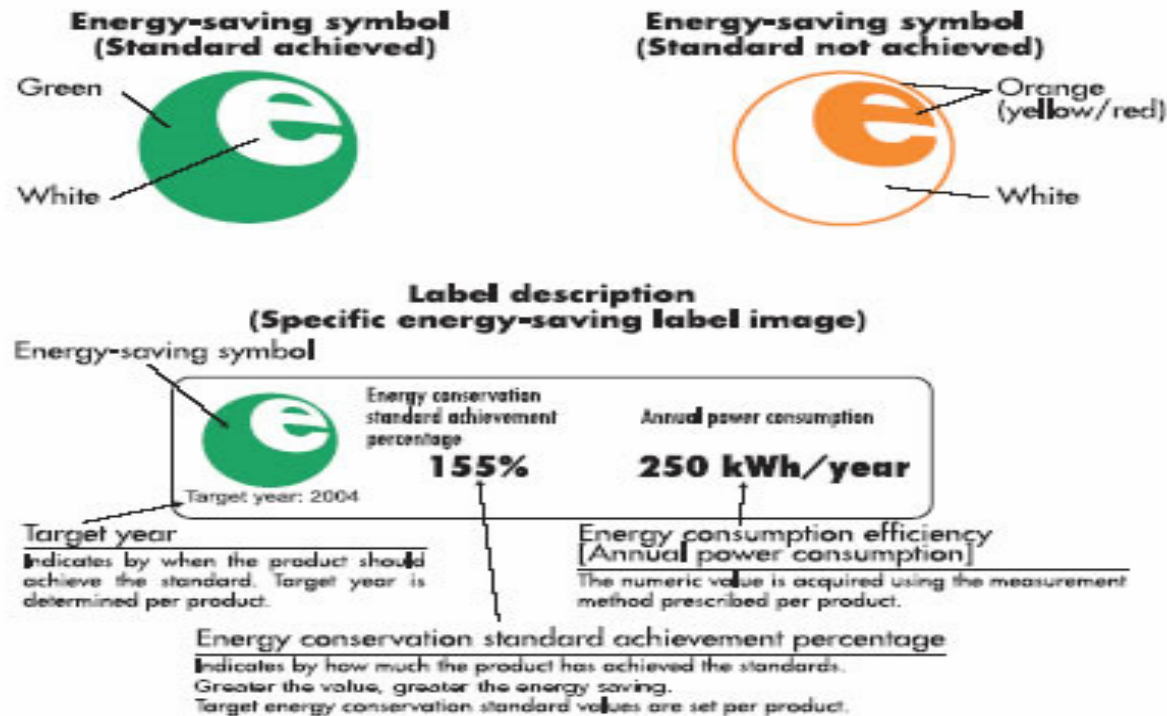 Energy-saving symbol
(Standard achieved)
Green
e
White
Energy-saving symbol
(Standard not achieved)
e
Orange
(yellow/red)
White
Label description
(Specific energy-saving label image)
Energy-saving symbol
e
Target year: 2004
Energy conservation
standard achievement
percentage
155%
Annual power consumption
250 kWh/year
Target year
Indicates by when the product should
achieve the standard. Target year is
determined per product.
Energy consumption efficiency
[Annual power consumption]
The numeric value is acquired using the measurement
method prescribed per product.
Energy conservation standard achievement percentage
Indicates by how much the product has achieved the standards.
Greater the value, greater the energy saving.
Target energy conservation standard values are set per product.